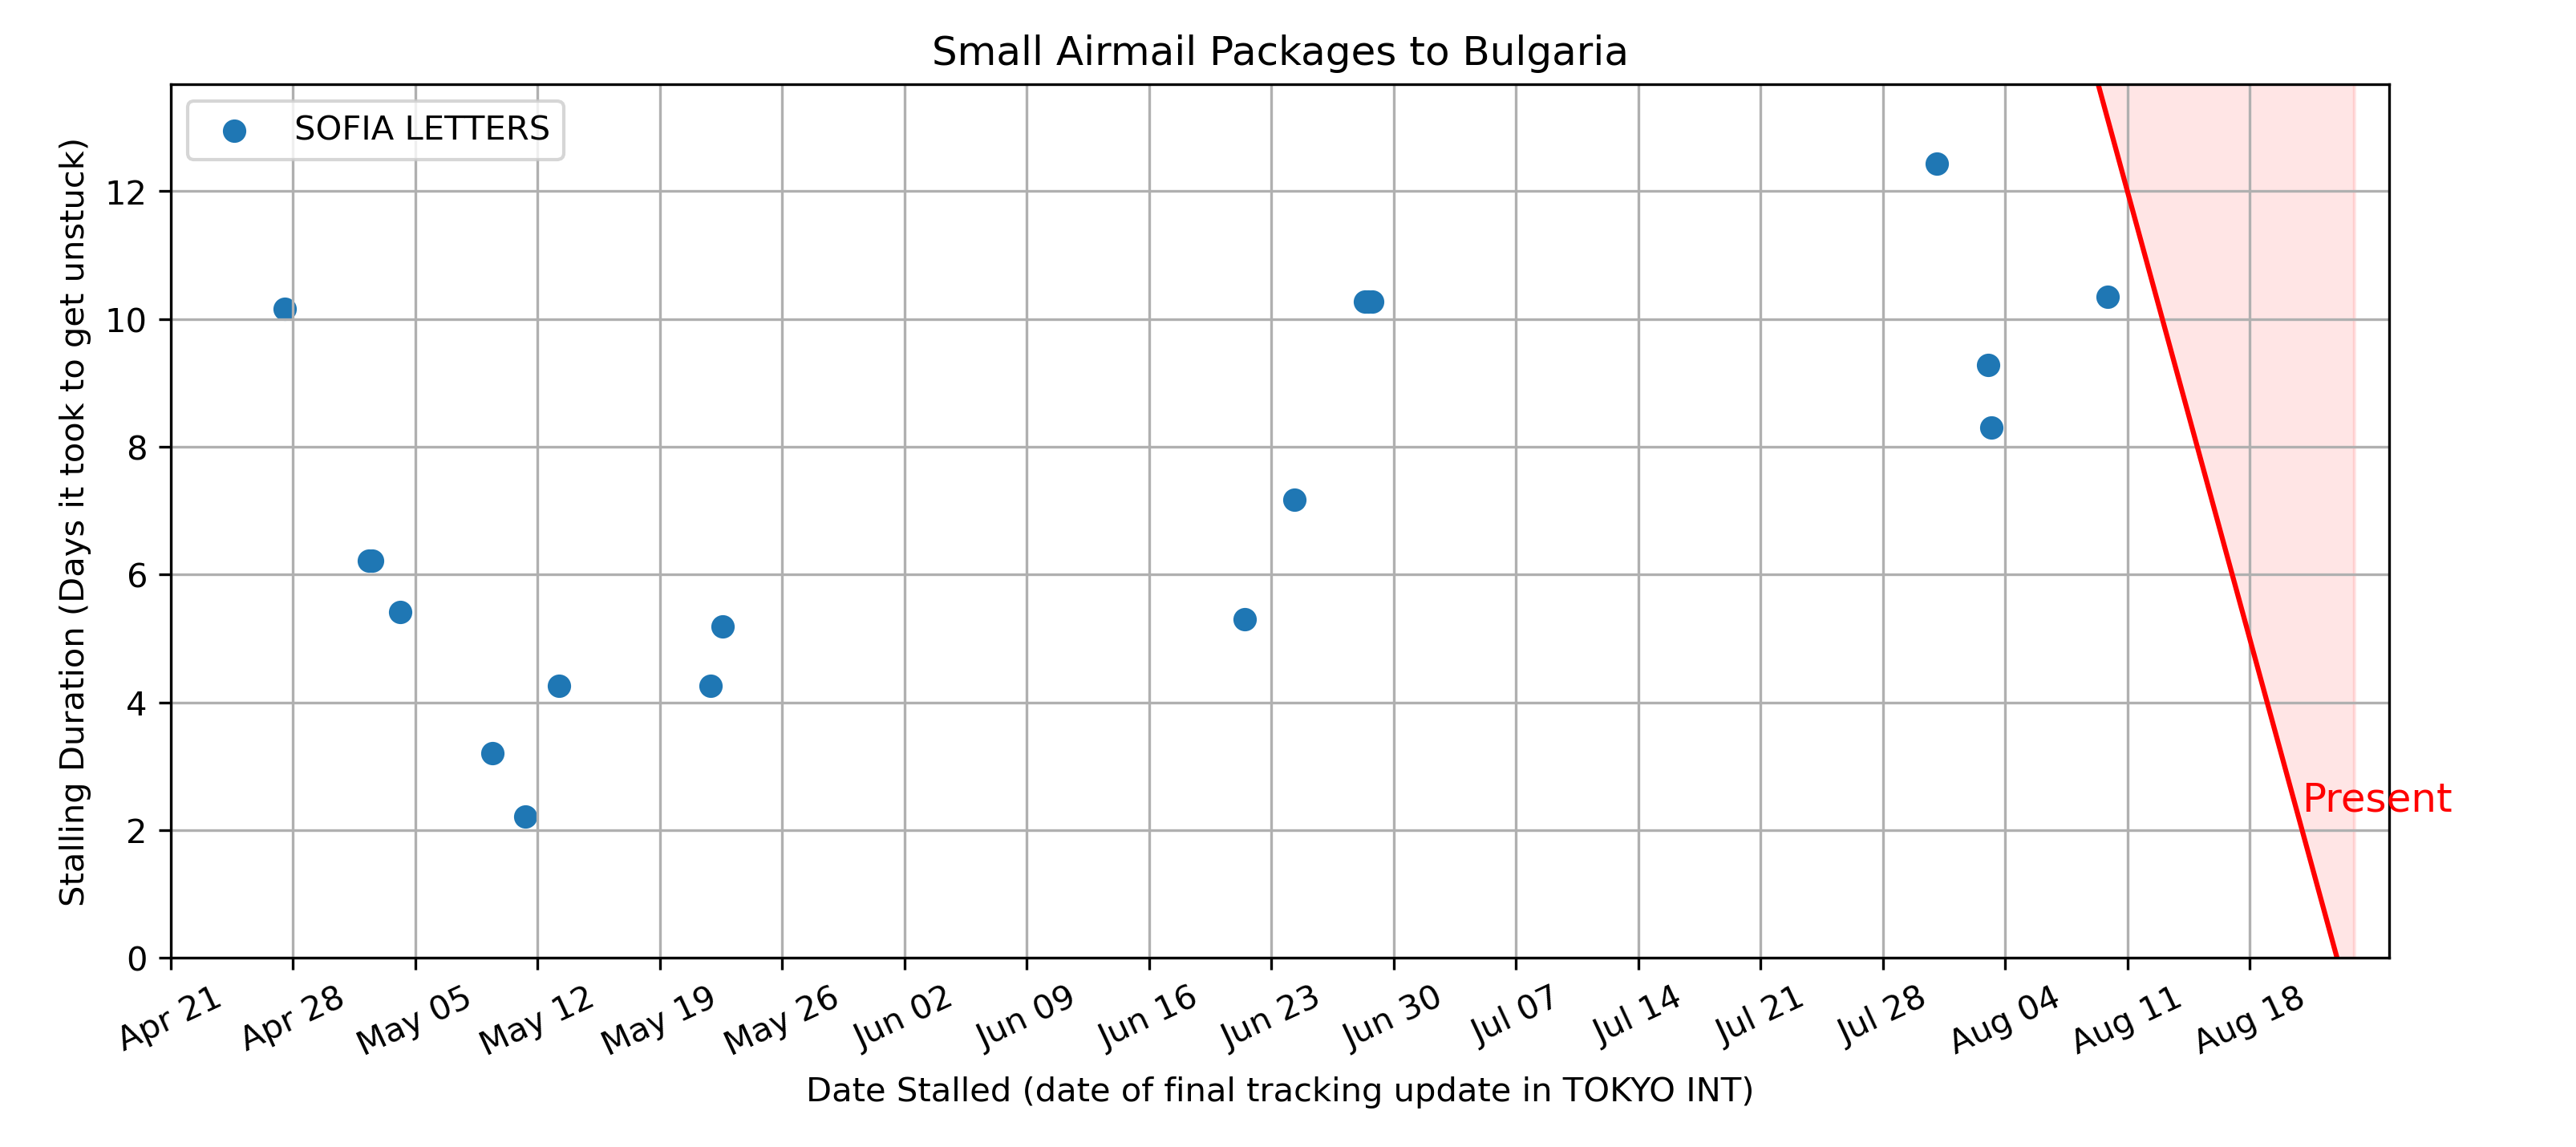 Small Airmail Packages to Bulgaria
SOFIA LETTERS
Stalling Duration (Days it took to get unstuck)
12
10
8
6
4
2
0
Present
Apr 21
Apr 28
May 05
May 12
May 19
May 26
Jun 02
Jun 09
Jun 16
Jun 23
Jun 30
Jul 07
Jul 14
Jul 21
Jul 28
Aug 04
Aug 11
Aug 18
Date Stalled (date of final tracking update in TOKYO INT)